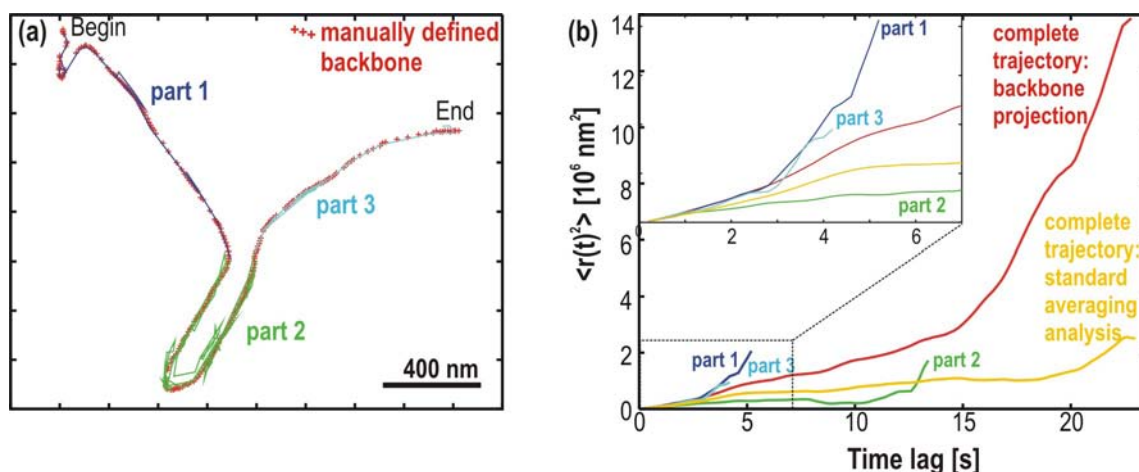 (a)
Begin
+++ manually defined
backbone
part 1
End
part 3
part 2
400 nm
(b)
<r(t)²> [10⁶ nm²]
14
12
10
8
6
4
2
0
part 1
part 3
part 2
0
2
4
6
complete
trajectory:
backbone
projection
complete
trajectory:
standard
averaging
analysis
part 1
part 3
part 2
0
5
10
15
20
Time lag [s]